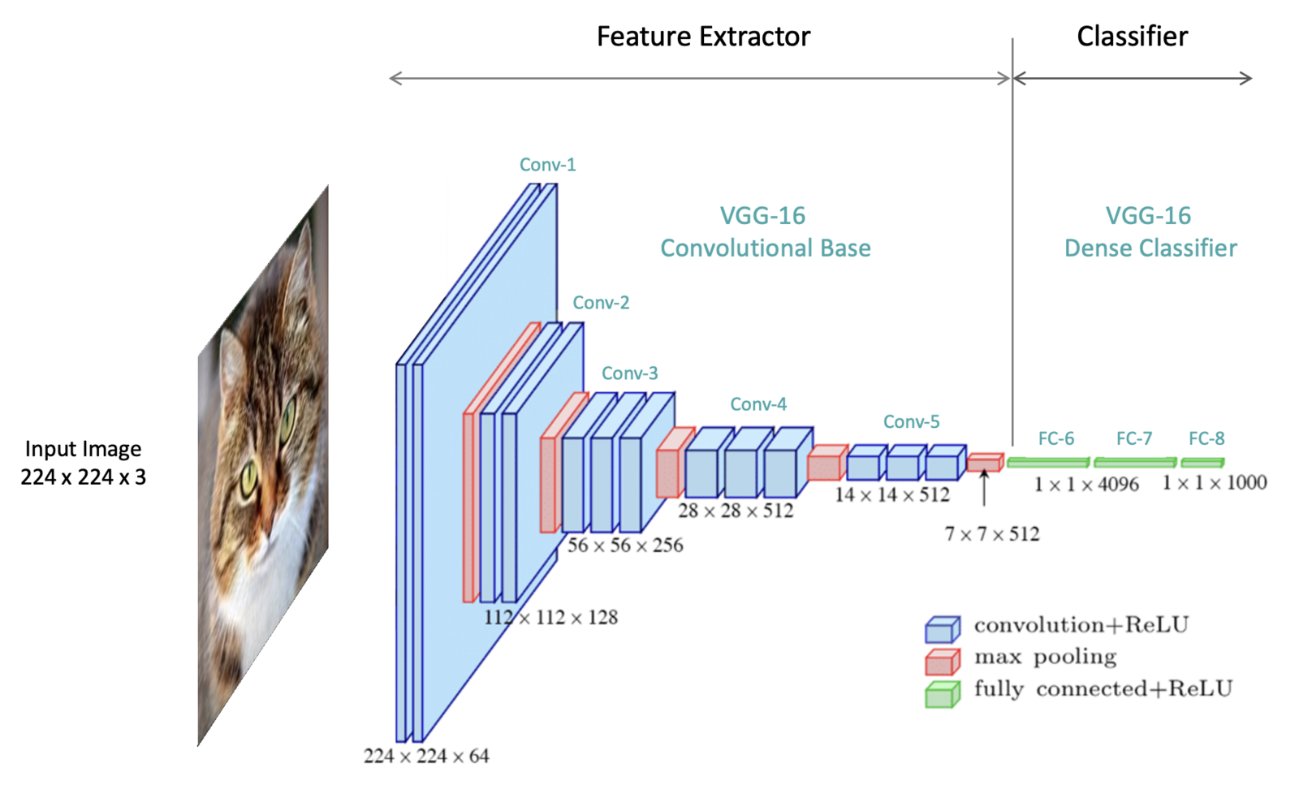 Feature Extractor
Classifier
Conv-1
VGG-16
Convolutional Base
VGG-16
Dense Classifier
Conv-2
Conv-3
Conv-4
Conv-5
FC-6
FC-7
FC-8
Input Image
224 x 224 x 3
1 × 1 × 4096
1 × 1 × 1000
14 × 14 × 512
28 × 28 × 512
7 × 7 × 512
56 × 56 × 256
112 × 112 × 128
convolution+ReLU
max pooling
fully connected+ReLU
224 × 224 × 64